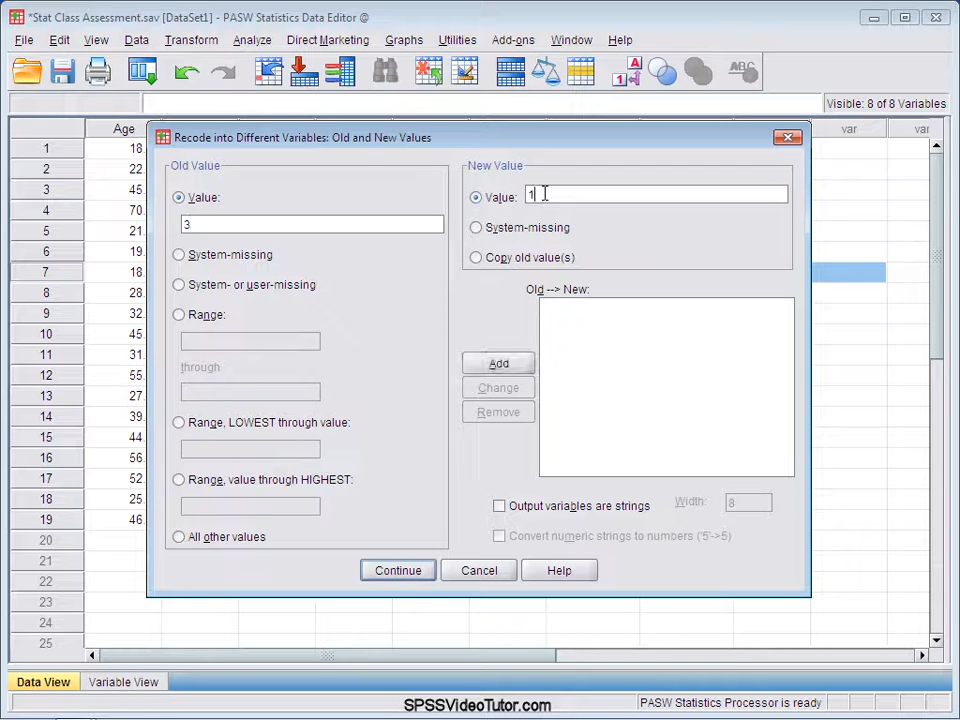 *Stat Class Assessment.sav [DataSet1] - PASW Statistics Data Editor @
File Edit View Data Transform Analyze Direct Marketing Graphs Utilities Add-ons Window Help
Visible: 8 of 8 Variables
Age var var
Recode into Different Variables: Old and New Values
Old Value
Value:
3
System-missing
System- or user-missing
Range:
through
Range, LOWEST through value:
Range, value through HIGHEST:
All other values
New Value
Value: 1
System-missing
Copy old value(s)
Old --> New:
Add
Change
Remove
Output variables are strings Width: 8
Convert numeric strings to numbers ('5'->5)
Continue Cancel Help
1 18.
2 22.
3 45.
4 70.
5 21.
6 19.
7 18.
8 28.
9 32.
10 45.
11 31.
12 55.
13 27.
14 39.
15 44.
16 56.
17 52.
18 25.
19 46.
20
21
22
23
24
25
Data View Variable View
SPSSVideoTutor.com
PASW Statistics Processor is ready